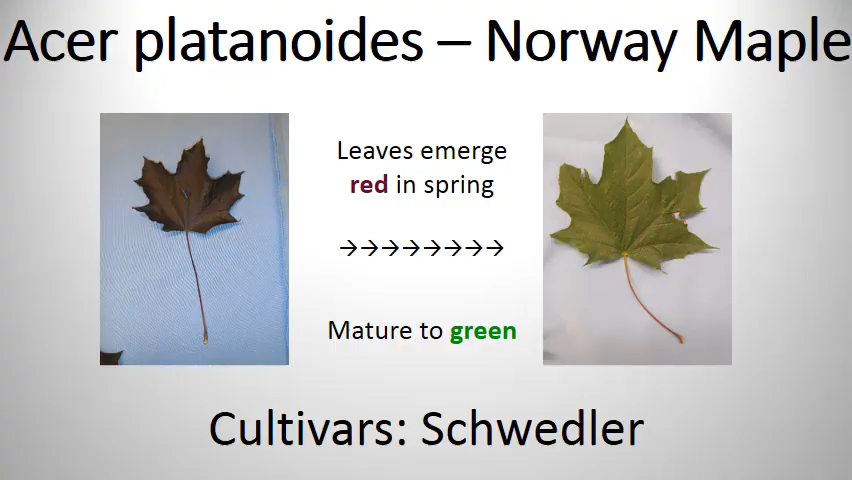 Acer platanoides – Norway Maple
Leaves emerge
red in spring
→→→→→→→→
Mature to green
Cultivars: Schwedler